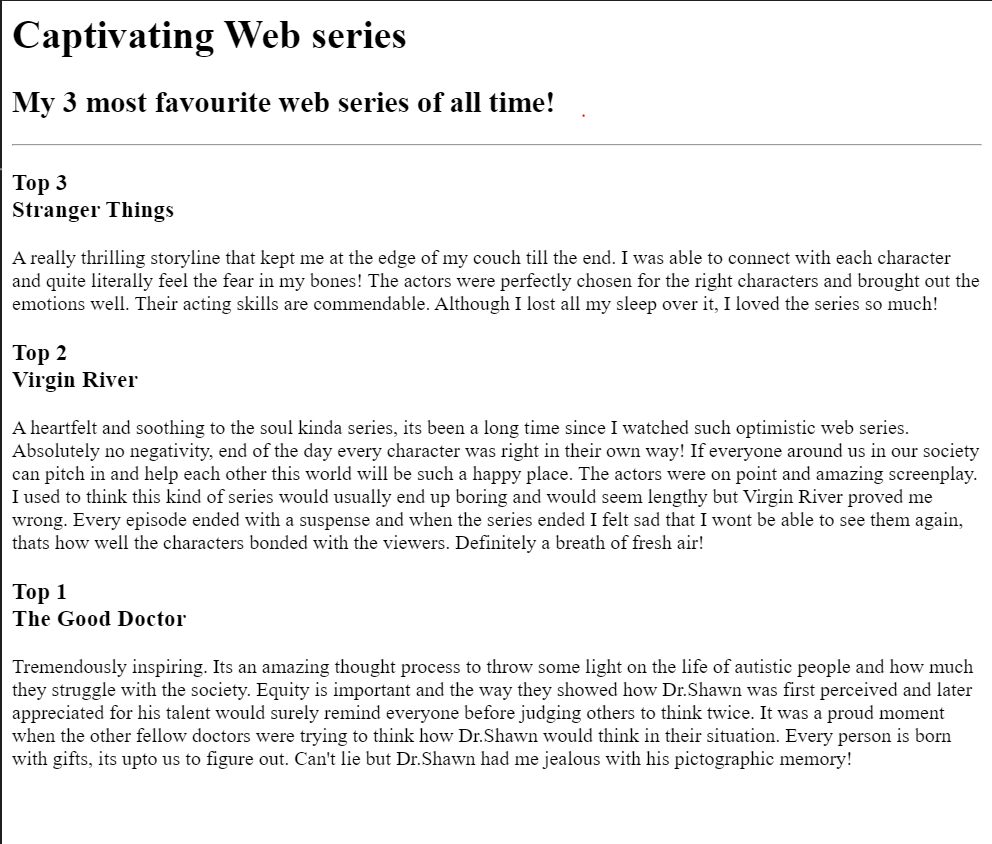 Captivating Web series
My 3 most favourite web series of all time!
Top 3
Stranger Things
A really thrilling storyline that kept me at the edge of my couch till the end. I was able to connect with each character
and quite literally feel the fear in my bones! The actors were perfectly chosen for the right characters and brought out the
emotions well. Their acting skills are commendable. Although I lost all my sleep over it, I loved the series so much!
Top 2
Virgin River
A heartfelt and soothing to the soul kinda series, its been a long time since I watched such optimistic web series.
Absolutely no negativity, end of the day every character was right in their own way! If everyone around us in our society
can pitch in and help each other this world will be such a happy place. The actors were on point and amazing screenplay.
I used to think this kind of series would usually end up boring and would seem lengthy but Virgin River proved me
wrong. Every episode ended with a suspense and when the series ended I felt sad that I wont be able to see them again,
thats how well the characters bonded with the viewers. Definitely a breath of fresh air!
Top 1
The Good Doctor
Tremendously inspiring. Its an amazing thought process to throw some light on the life of autistic people and how much
they struggle with the society. Equity is important and the way they showed how Dr.Shawn was first perceived and later
appreciated for his talent would surely remind everyone before judging others to think twice. It was a proud moment
when the other fellow doctors were trying to think how Dr.Shawn would think in their situation. Every person is born
with gifts, its upto us to figure out. Can't lie but Dr.Shawn had me jealous with his pictographic memory!